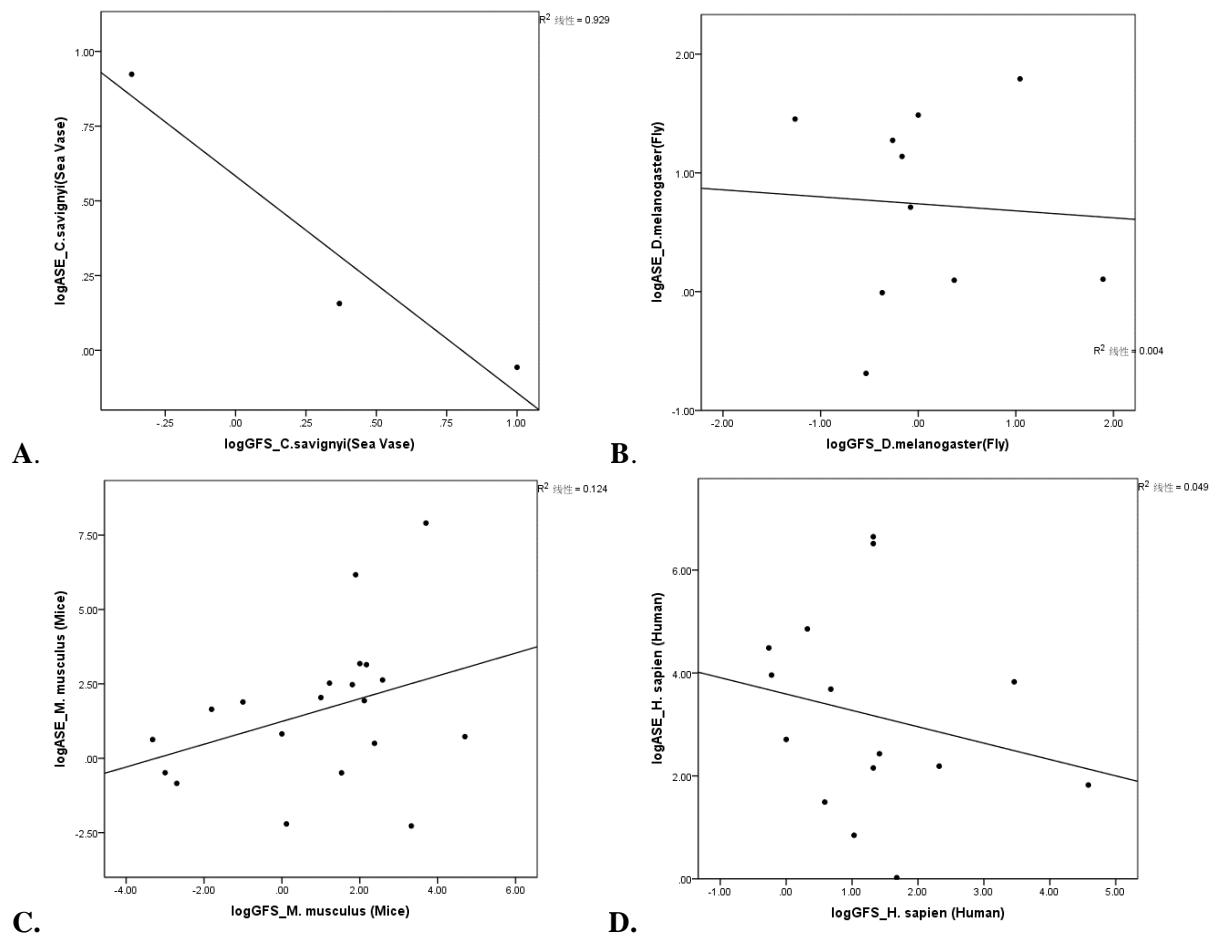 R2 线性 = 0.929
logASE_C.savignyi(Sea Vase)
1.00
.75
.50
.25
.00
-.25
.00
.25
.50
.75
1.00
logGFS_C.savignyi(Sea Vase)
A.
logASE_D.melanogaster(Fly)
2.00
1.00
.00
-1.00
R2 线性 = 0.004
-2.00
-1.00
.00
1.00
2.00
logGFS_D.melanogaster(Fly)
B.
R2 线性 = 0.124
logASE_M. musculus (Mice)
7.50
5.00
2.50
.00
-2.50
-4.00
-2.00
.00
2.00
4.00
6.00
logGFS_M. musculus (Mice)
C.
R2 线性 = 0.049
logASE_H. sapien (Human)
6.00
4.00
2.00
.00
-1.00
.00
1.00
2.00
3.00
4.00
5.00
logGFS_H. sapien (Human)
D.